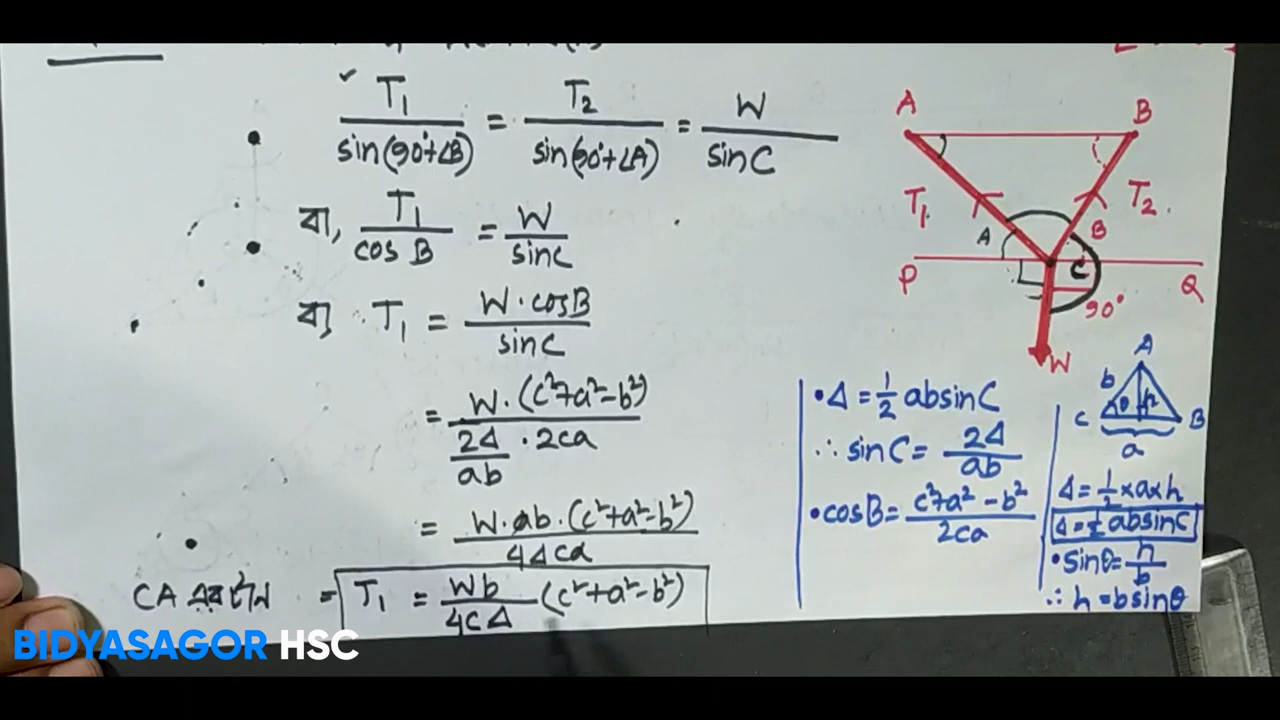 T₁/sin(90°+∠B) = T₂/sin(90°+∠A) = W/sinC
বা, T₁/cos B = W/sinC
বা T₁ = W·cosB/sinC
= W·(c²+a²-b²)/(2Δ/ab · 2ca)
= W·ab·(c²+a²-b²)/4Δca
CA এর টান = T₁ = Wb/4cΔ (c²+a²-b²)
A B
T₁ T₂
A B
P C Q
90°
W
•Δ = 1/2 absinC
∴ sinC = 2Δ/ab
•cosB = c²+a²-b²/2ca
A
b θ h
C B
a
Δ = 1/2 × a × h
Δ = 1/2 absinC
•sinθ = h/b
∴ h = bsinθ
BIDYASAGOR HSC